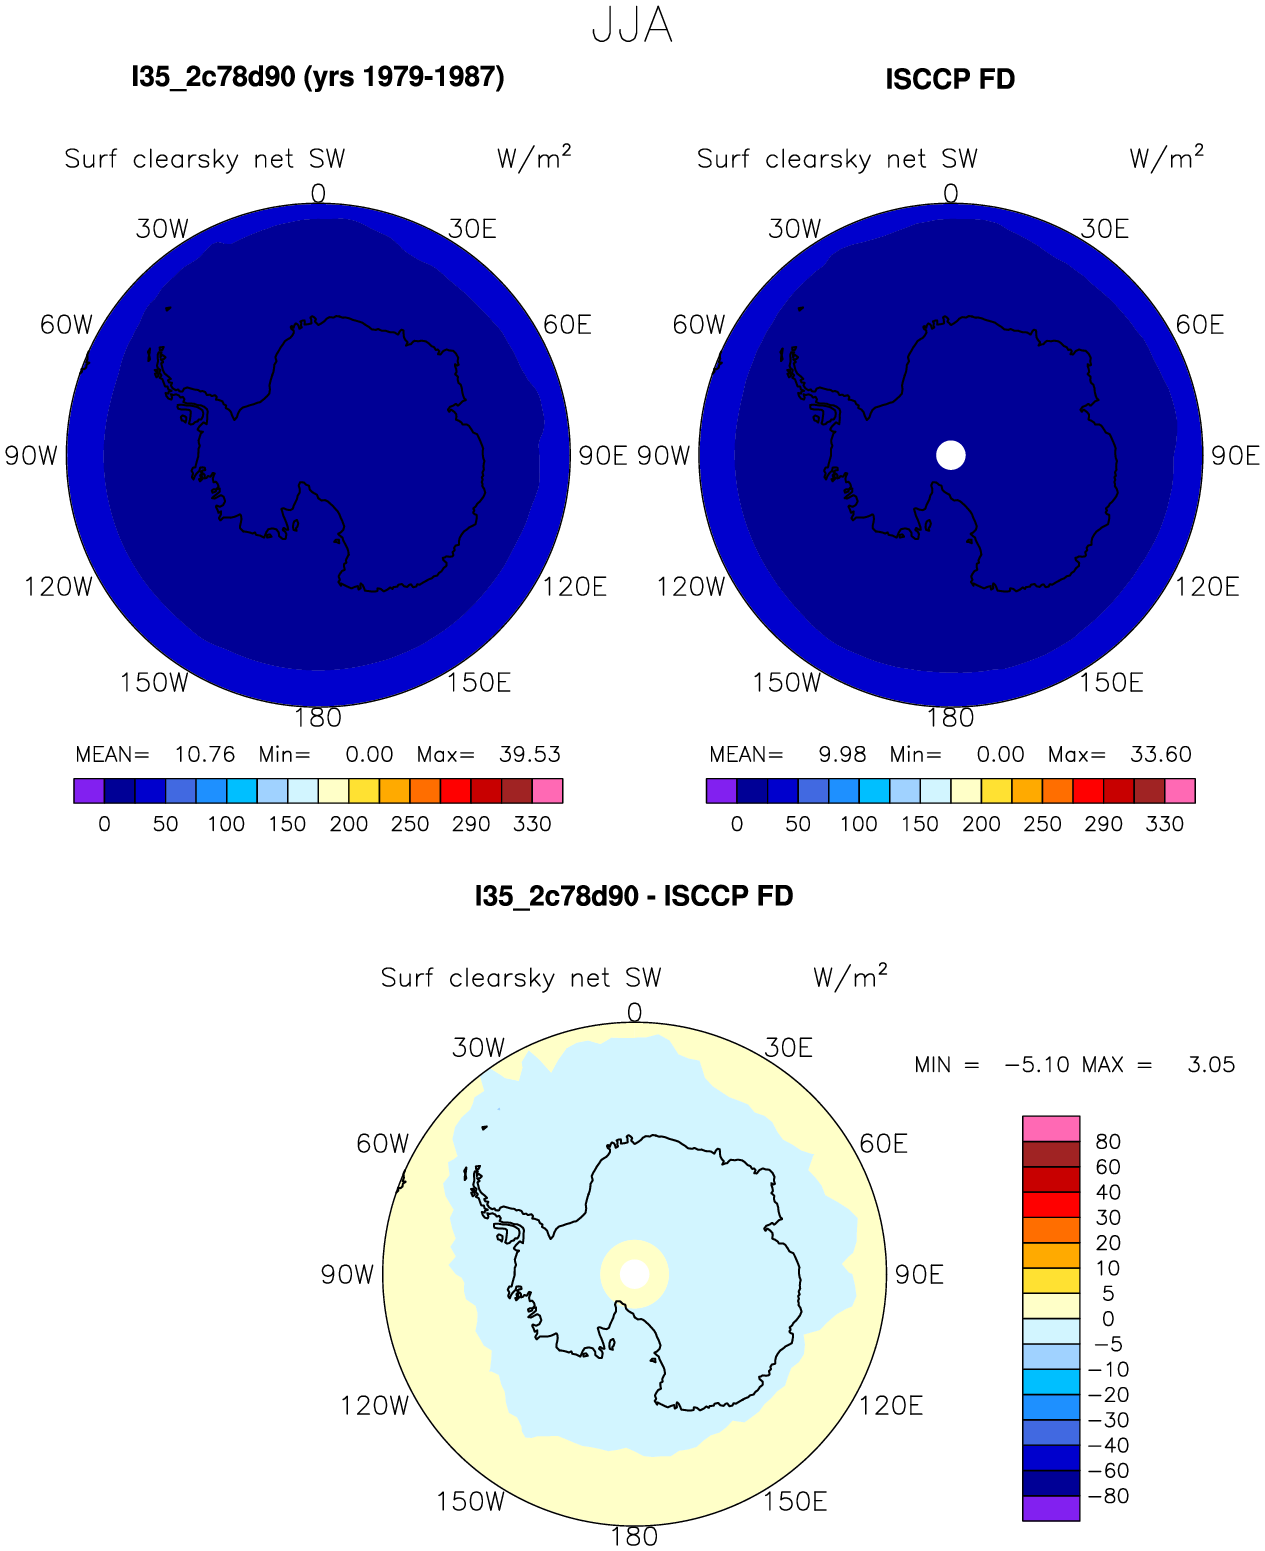 JJA
I35_2c78d90 (yrs 1979-1987)
ISCCP FD
Surf clearsky net SW W/m²
Surf clearsky net SW W/m²
0
30W 30E
60W 60E
90W 90E
120W 120E
150W 150E
180
0
30W 30E
60W 60E
90W 90E
120W 120E
150W 150E
180
MEAN= 10.76 Min= 0.00 Max= 39.53
0 50 100 150 200 250 290 330
MEAN= 9.98 Min= 0.00 Max= 33.60
0 50 100 150 200 250 290 330
I35_2c78d90 - ISCCP FD
Surf clearsky net SW W/m²
0
30W 30E
60W 60E
90W 90E
120W 120E
150W 150E
180
MIN = −5.10 MAX = 3.05
80
60
40
30
20
10
5
0
−5
−10
−20
−30
−40
−60
−80